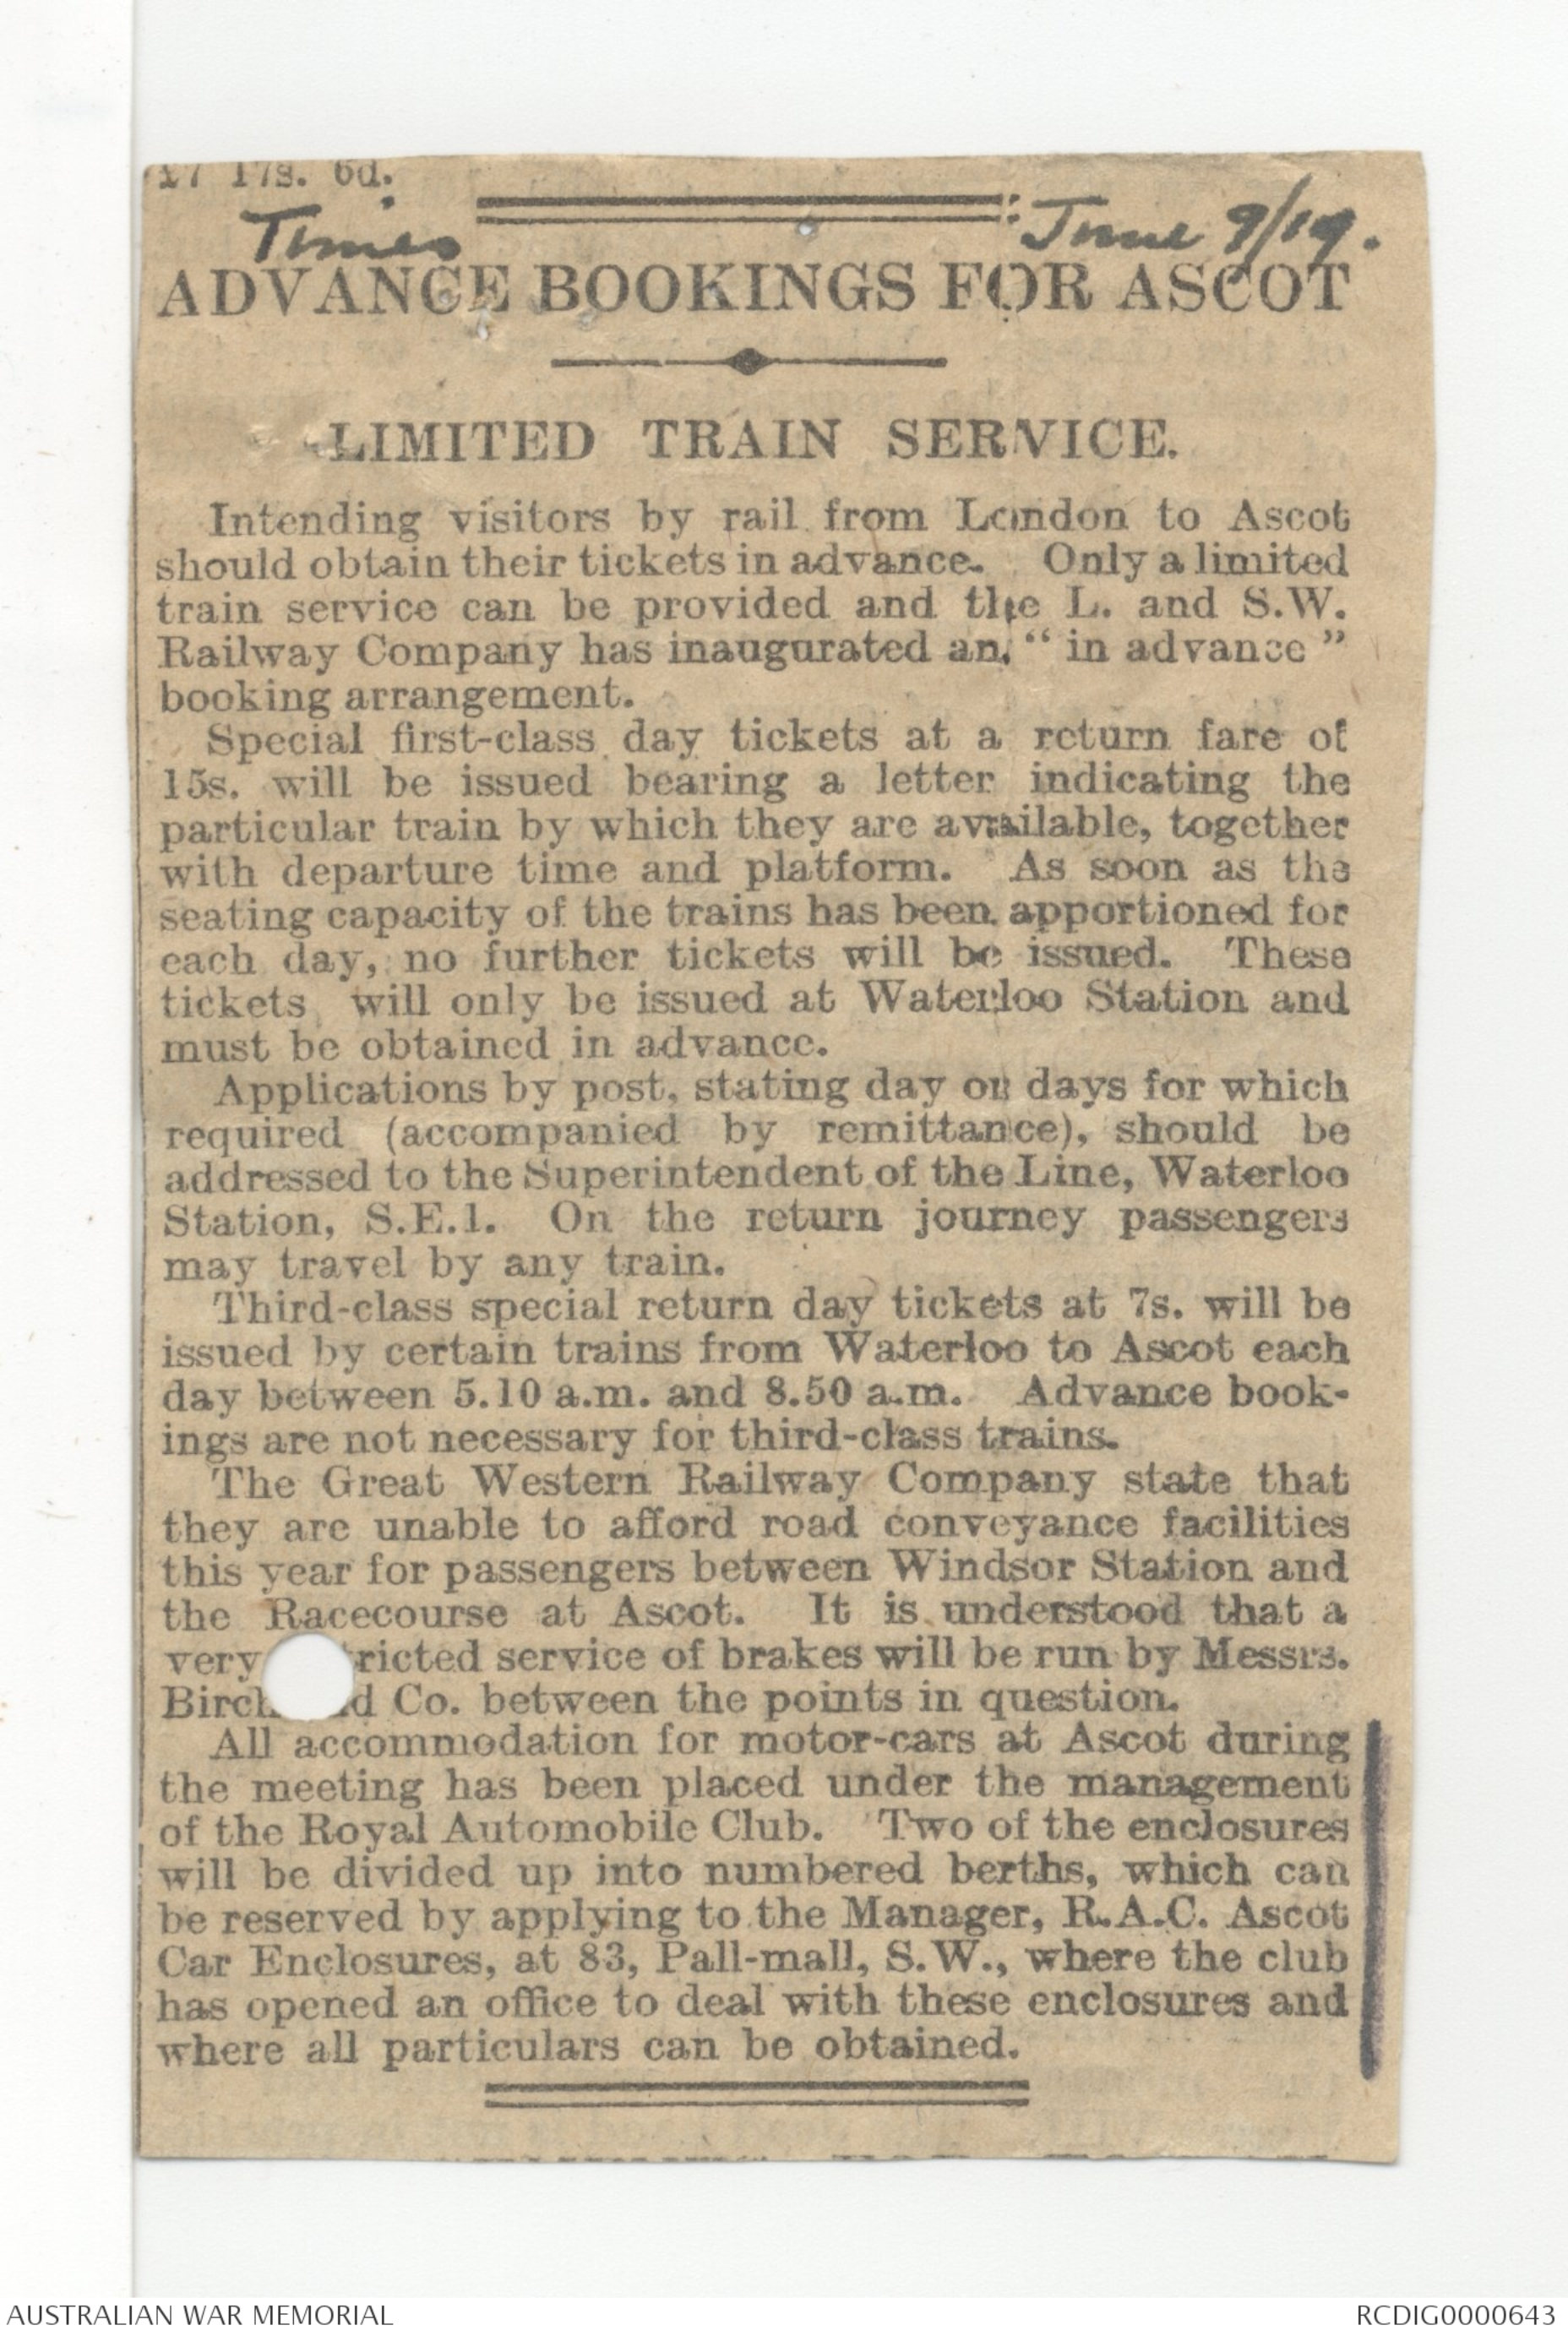 17s. 6d.
Times June 9/19.
ADVANCE BOOKINGS FOR ASCOT
LIMITED TRAIN SERVICE.
Intending visitors by rail from London to Ascot
should obtain their tickets in advance. Only a limited
train service can be provided and the L. and S.W.
Railway Company has inaugurated an “ in advance ”
booking arrangement.
Special first-class day tickets at a return fare of
15s. will be issued bearing a letter indicating the
particular train by which they are available, together
with departure time and platform. As soon as the
seating capacity of the trains has been apportioned for
each day, no further tickets will be issued. These
tickets will only be issued at Waterloo Station and
must be obtained in advance.
Applications by post, stating day or days for which
required (accompanied by remittance), should be
addressed to the Superintendent of the Line, Waterloo
Station, S.E.1. On the return journey passengers
may travel by any train.
Third-class special return day tickets at 7s. will be
issued by certain trains from Waterloo to Ascot each
day between 5.10 a.m. and 8.50 a.m. Advance book-
ings are not necessary for third-class trains.
The Great Western Railway Company state that
they are unable to afford road conveyance facilities
this year for passengers between Windsor Station and
the Racecourse at Ascot. It is understood that a
very ricted service of brakes will be run by Messrs.
Birch d Co. between the points in question.
All accommodation for motor-cars at Ascot during
the meeting has been placed under the management
of the Royal Automobile Club. Two of the enclosures
will be divided up into numbered berths, which can
be reserved by applying to the Manager, R.A.C. Ascot
Car Enclosures, at 83, Pall-mall, S.W., where the club
has opened an office to deal with these enclosures and
where all particulars can be obtained.
AUSTRALIAN WAR MEMORIAL RCDIG0000643